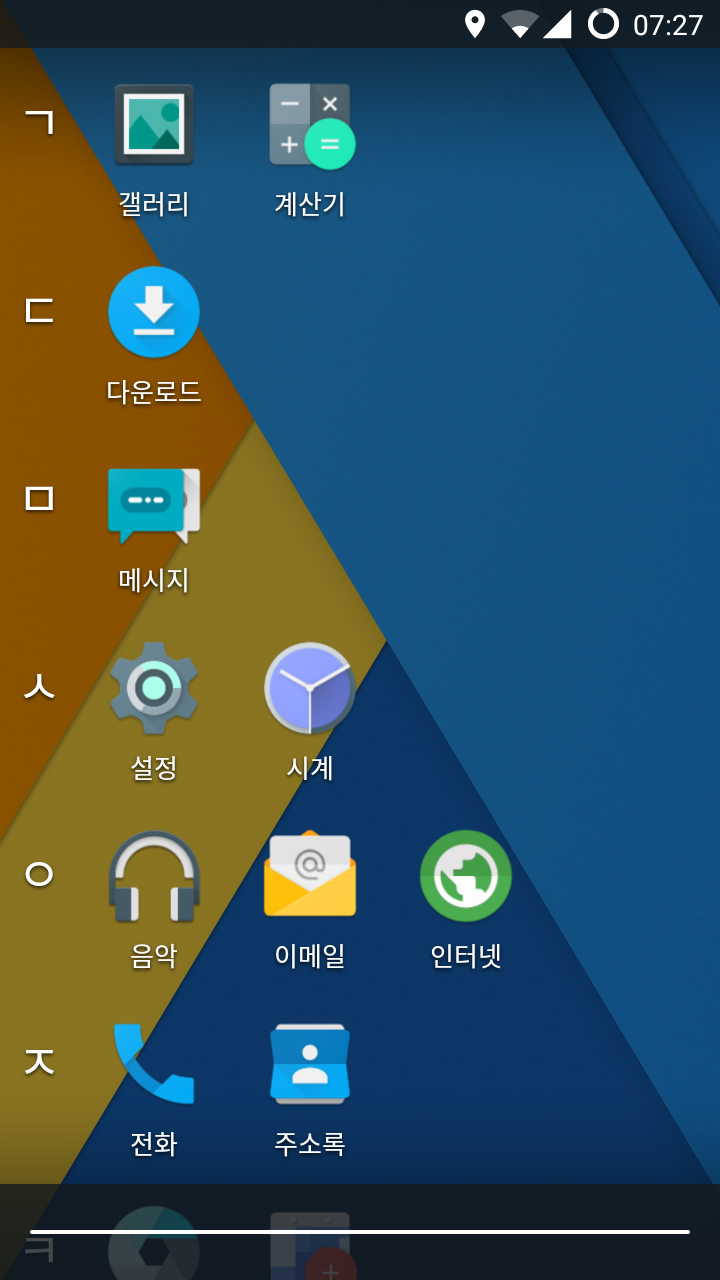 07:27
ㄱ
갤러리 계산기
ㄷ
다운로드
ㅁ
메시지
ㅅ
설정 시계
ㅇ
음악 이메일 인터넷
ㅈ
전화 주소록
ㅋ